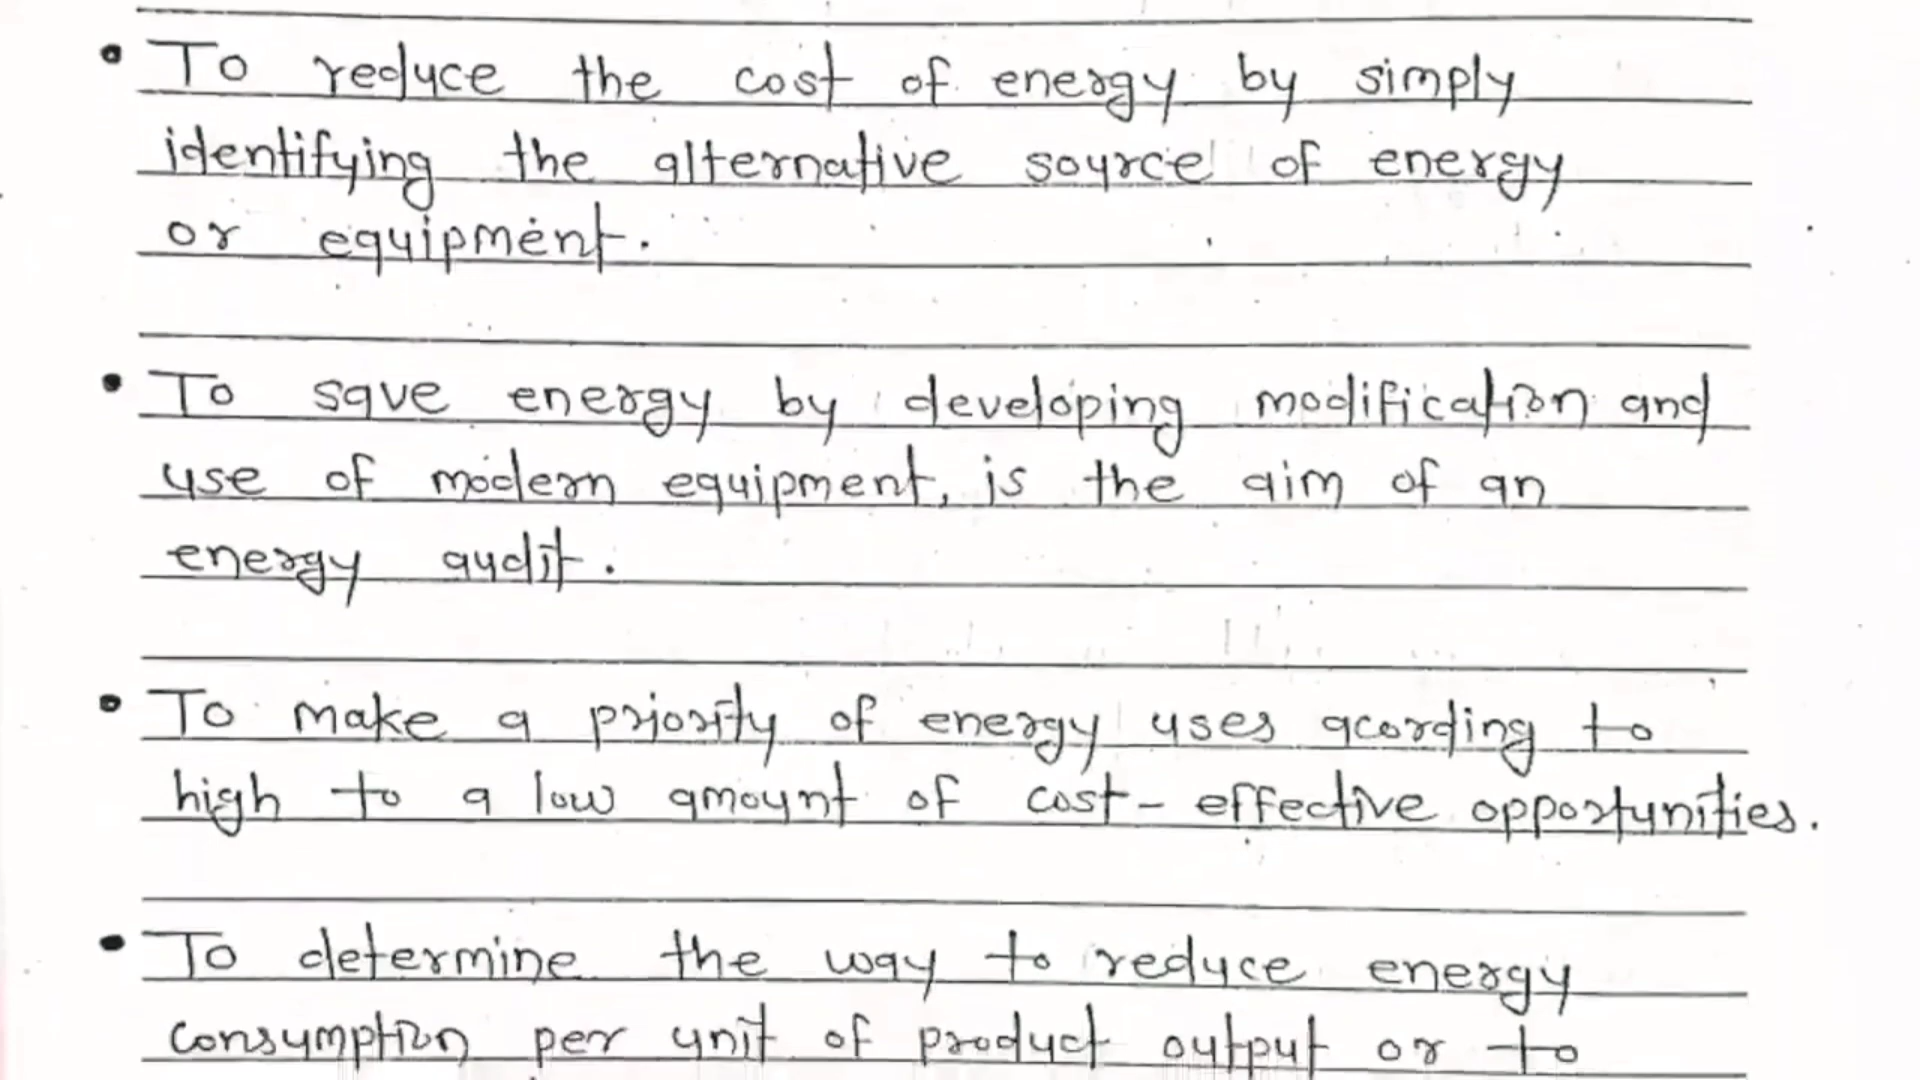 • To reduce the cost of energy by simply
identifying the alternative source of energy
or equipment.
• To save energy by developing modification and
use of modern equipment, is the aim of an
energy audit.
• To make a priority of energy uses acording to
high to a low amount of cost-effective opportunities.
• To determine the way to reduce energy
consumption per unit of product output or to